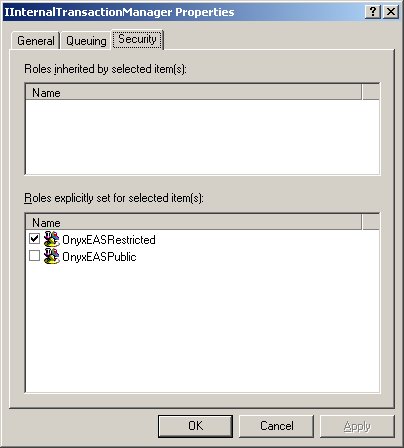 IInternalTransactionManager Properties
General Queuing Security
Roles inherited by selected item(s):
Name
Roles explicitly set for selected item(s):
Name
OnyxEASRestricted
OnyxEASPublic
OK Cancel Apply